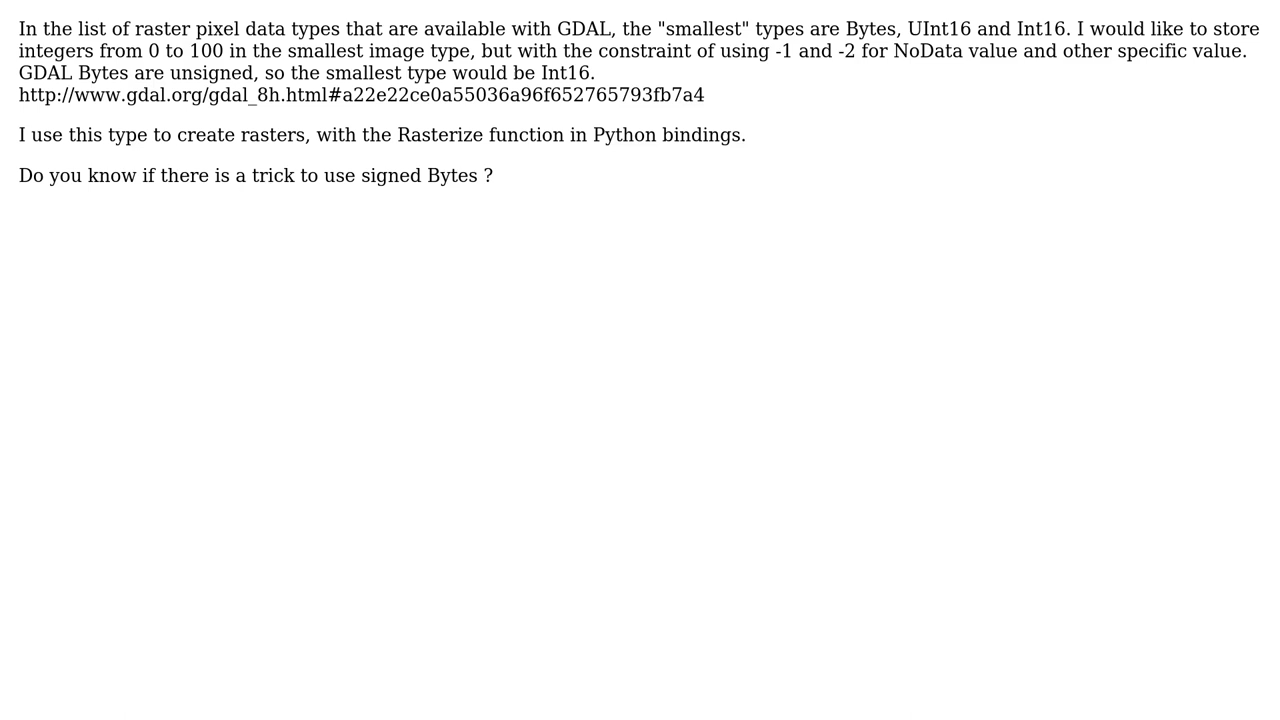 In the list of raster pixel data types that are available with GDAL, the "smallest" types are Bytes, UInt16 and Int16. I would like to store
integers from 0 to 100 in the smallest image type, but with the constraint of using -1 and -2 for NoData value and other specific value.
GDAL Bytes are unsigned, so the smallest type would be Int16.
http://www.gdal.org/gdal_8h.html#a22e22ce0a55036a96f652765793fb7a4
I use this type to create rasters, with the Rasterize function in Python bindings.
Do you know if there is a trick to use signed Bytes ?